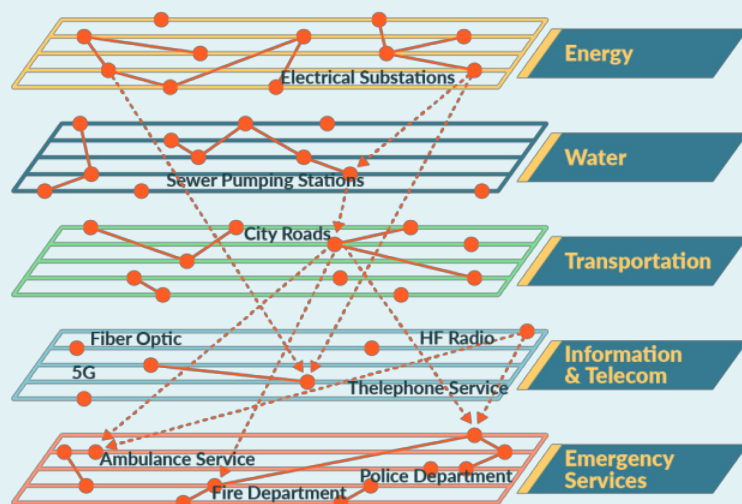 Electrical Substations
Energy
Sewer Pumping Stations
Water
City Roads
Transportation
Fiber Optic
HF Radio
5G
Thelephone Service
Information
& Telecom
Ambulance Service
Police Department
Fire Department
Emergency
Services